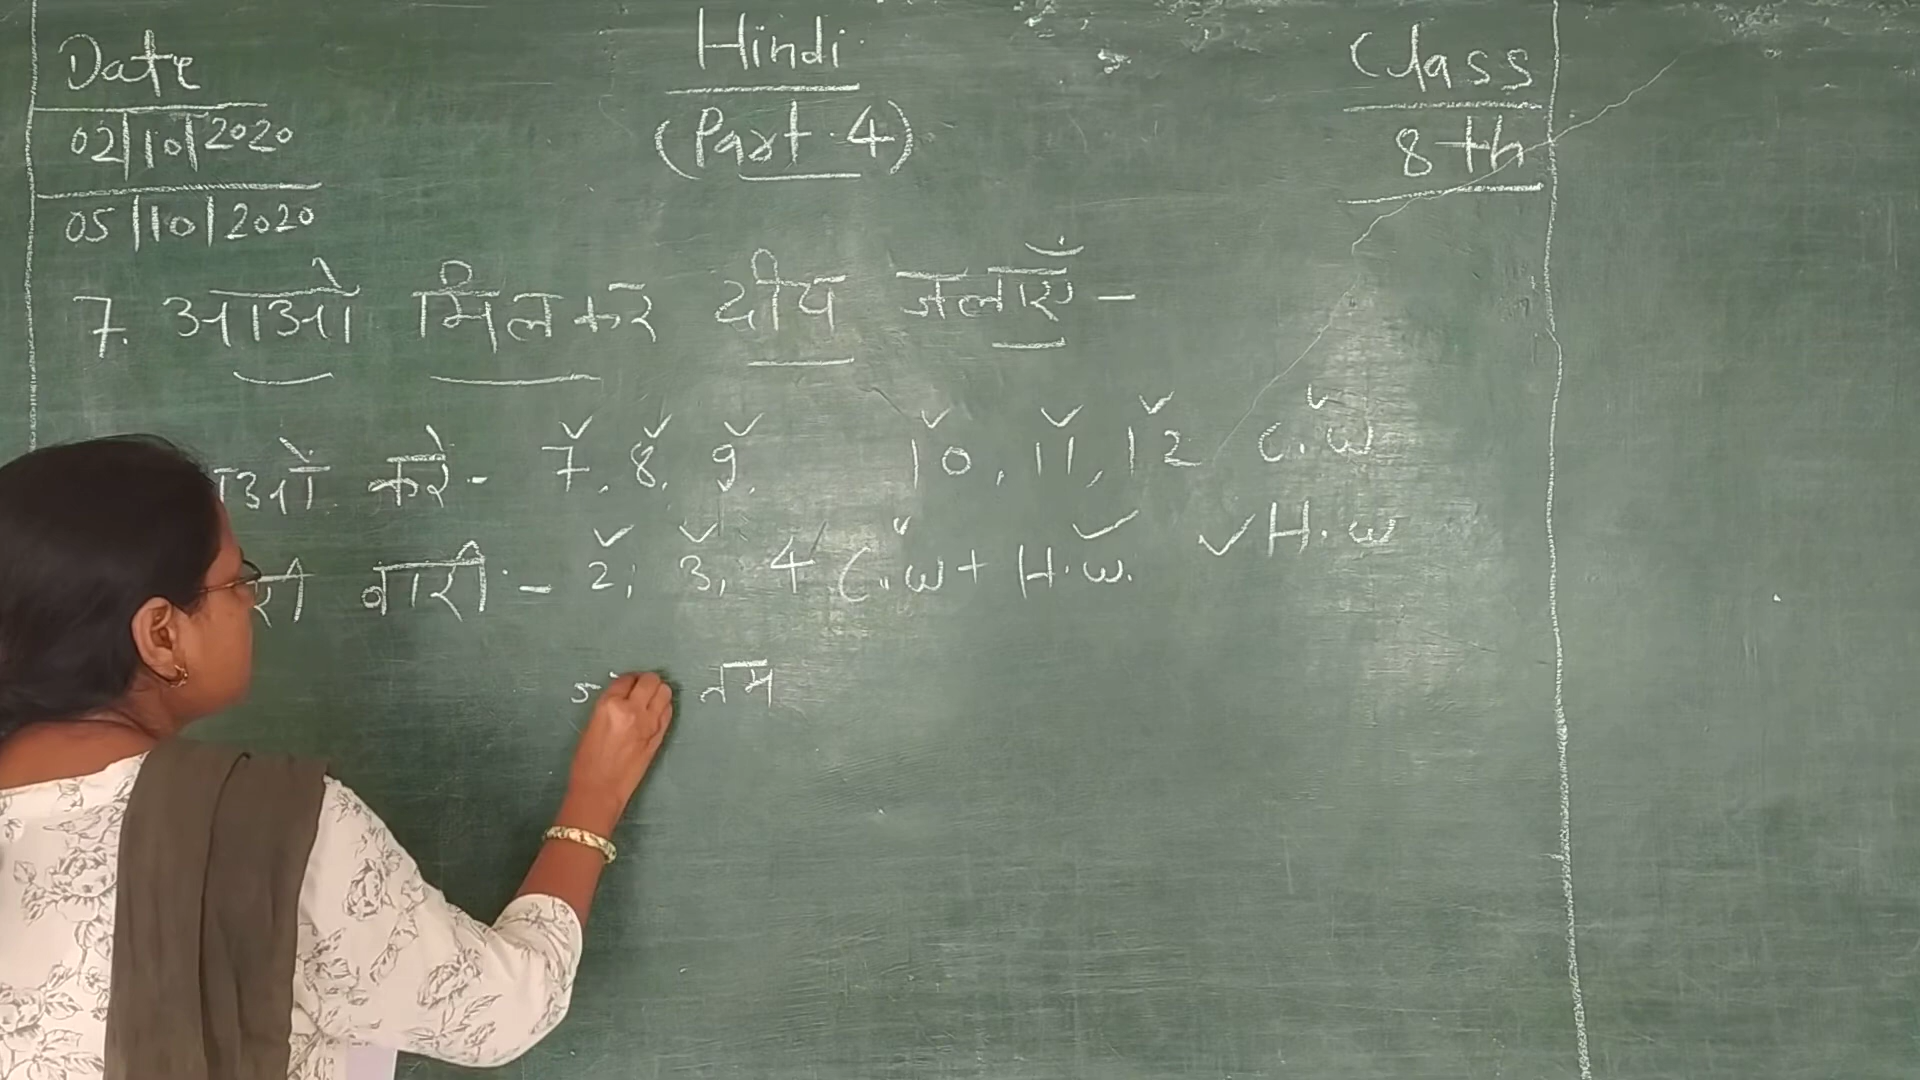 Date Hindi Class
02|10|2020 (Part 4) 8th
05|10|2020
7. आओ मिलकर दीप जलाएँ -
करे - 7, 8, 9, 10, 11, 12 C.W
H.W
बारी :- 2, 3, 4 C.W + H.W.
तम